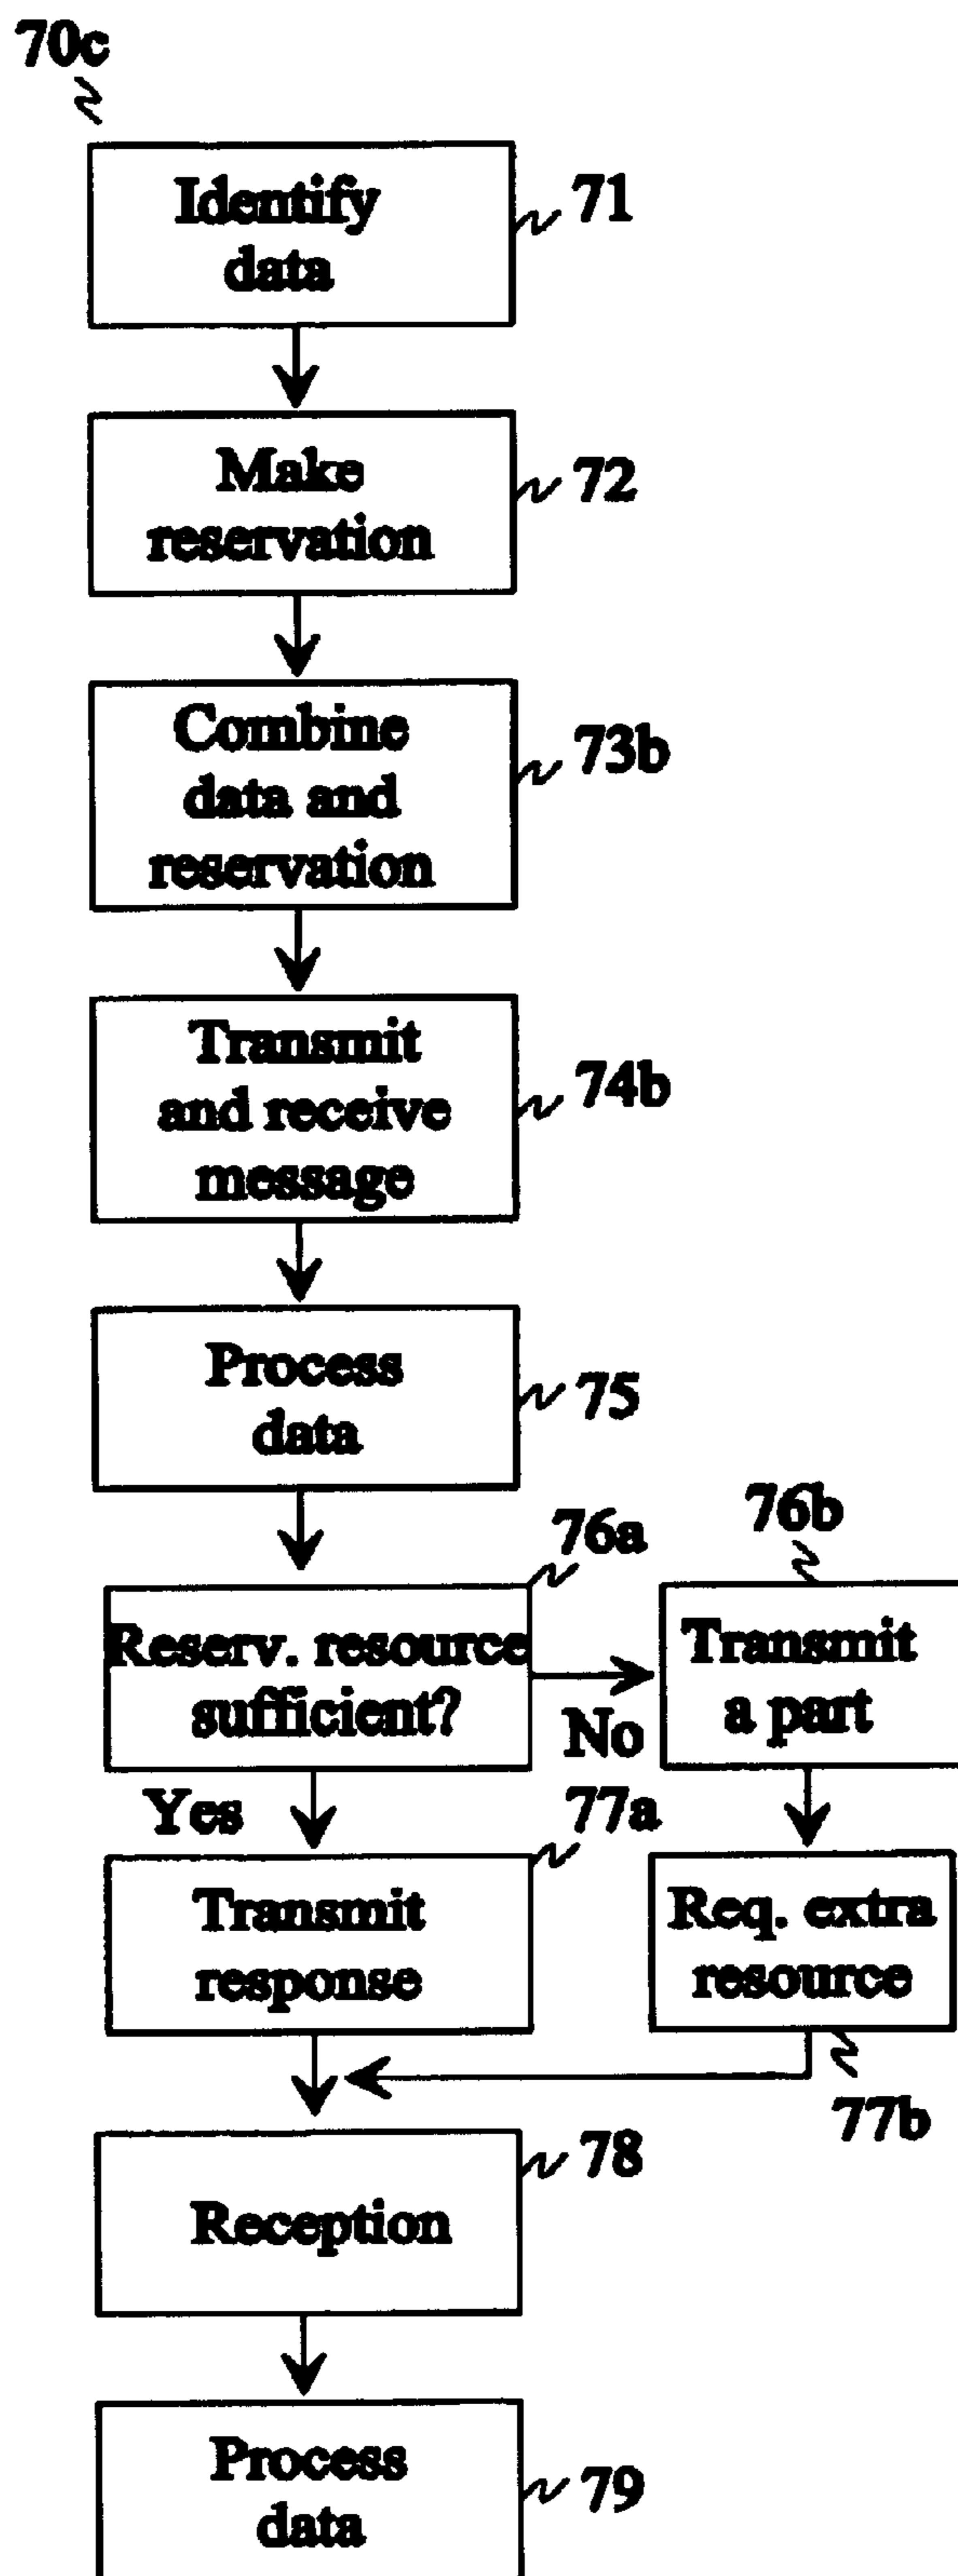 70c
Identify
data
71
Make
reservation
72
Combine
data and
reservation
73b
Transmit
and receive
message
74b
Process
data
75
76a
76b
Reserv. resource
sufficient?
No
Transmit
a part
Yes
77a
Transmit
response
Req. extra
resource
77b
Reception
78
Process
data
79